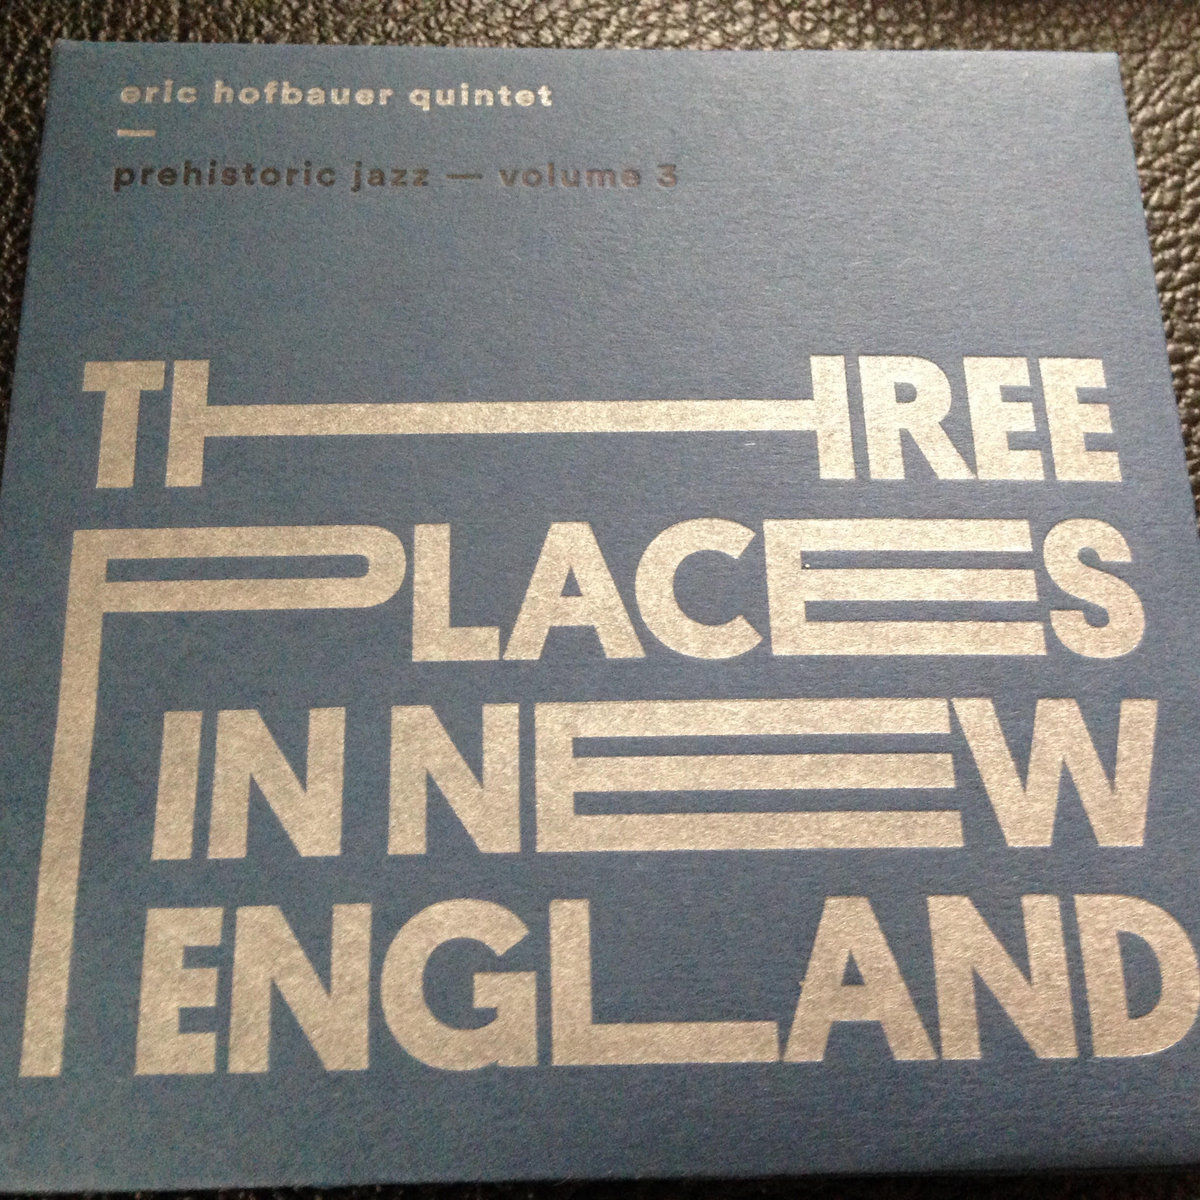 eric hofbauer quintet
—
prehistoric jazz — volume 3
THREE
PLACES
IN NEW
ENGLAND